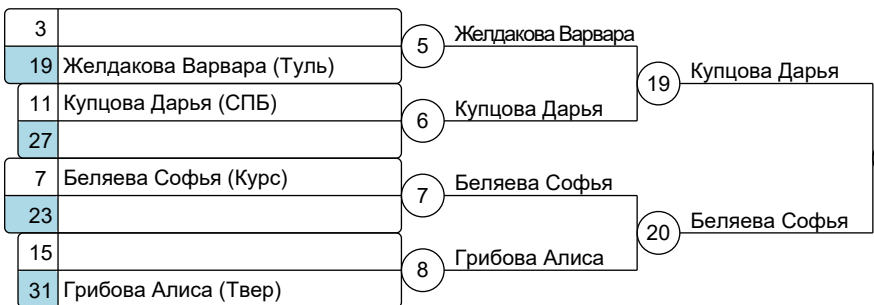 3
19 Желдакова Варвара (Туль)
11 Купцова Дарья (СПБ)
27
7 Беляева Софья (Курс)
23
15
31 Грибова Алиса (Твер)
5 Желдакова Варвара
6 Купцова Дарья
7 Беляева Софья
8 Грибова Алиса
19 Купцова Дарья
20 Беляева Софья